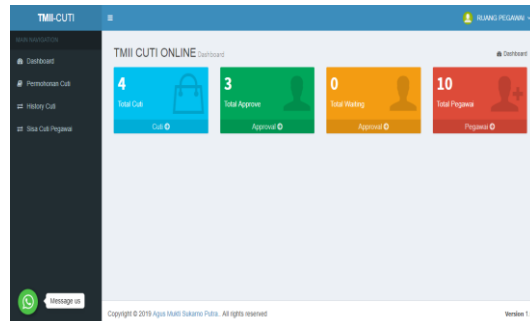 TMII-CUTI
RUANG PEGAWAI
MAIN NAVIGATION
Dashboard
Permohonan Cuti
History Cuti
Sisa Cuti Pegawai
TMII CUTI ONLINE Dashboard
Dashboard
4
Total Cuti
Cuti
3
Total Approve
Approval
0
Total Waiting
Approval
10
Total Pegawai
Pegawai
Message us
Copyright © 2019 Agus Mukti Sukarno Putra. All rights reserved
Version